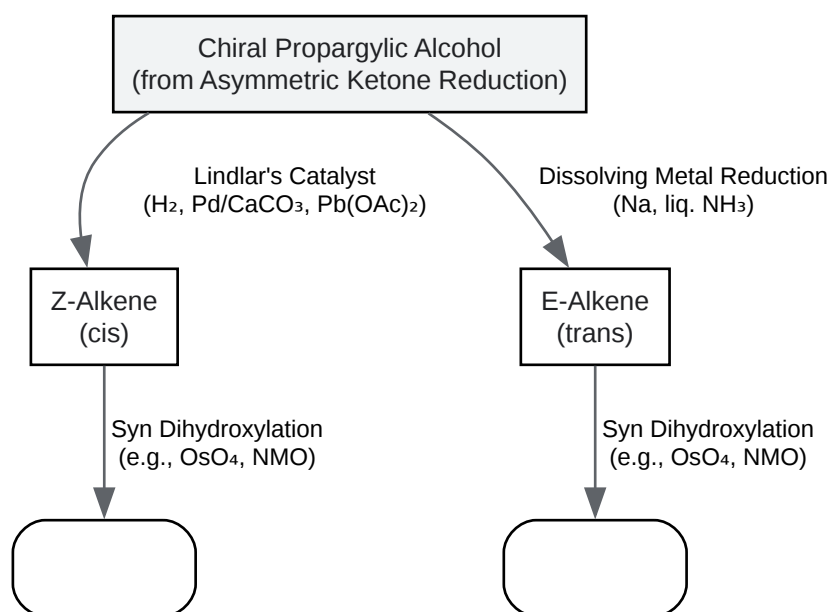 Chiral Propargylic Alcohol
(from Asymmetric Ketone Reduction)
Lindlar's Catalyst
(H₂, Pd/CaCO₃, Pb(OAc)₂)
Dissolving Metal Reduction
(Na, liq. NH₃)
Z-Alkene
(cis)
E-Alkene
(trans)
Syn Dihydroxylation
(e.g., OsO₄, NMO)
Syn Dihydroxylation
(e.g., OsO₄, NMO)